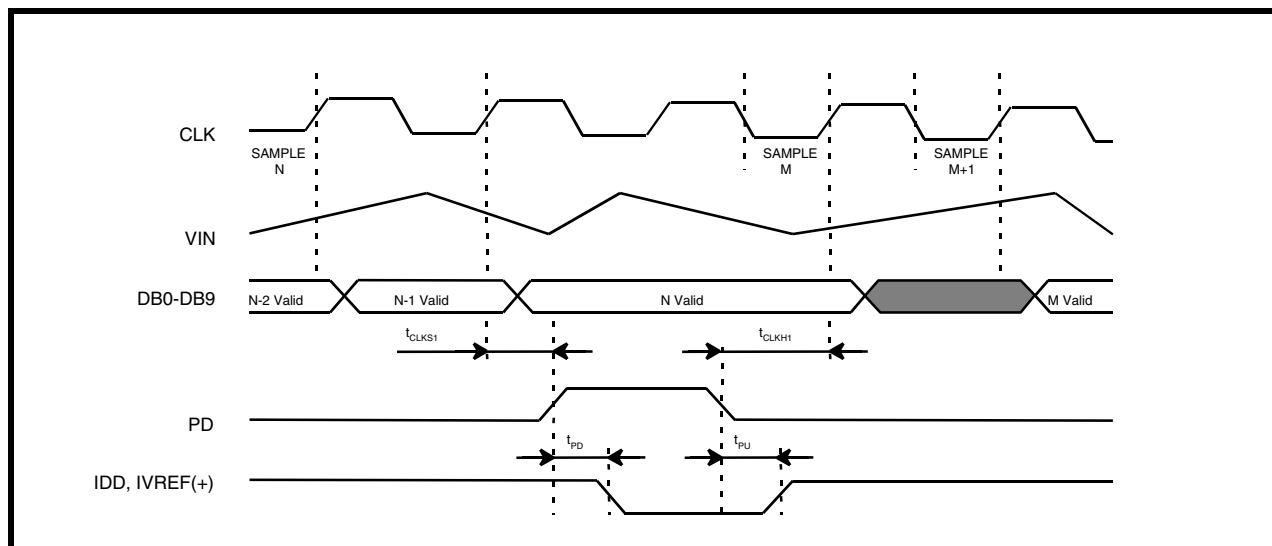 CLK
SAMPLE
N
SAMPLE
M
SAMPLE
M+1
VIN
DB0-DB9
N-2 Valid
N-1 Valid
N Valid
M Valid
tCLKS1
tCLKH1
PD
tPD
tPU
IDD, IVREF(+)